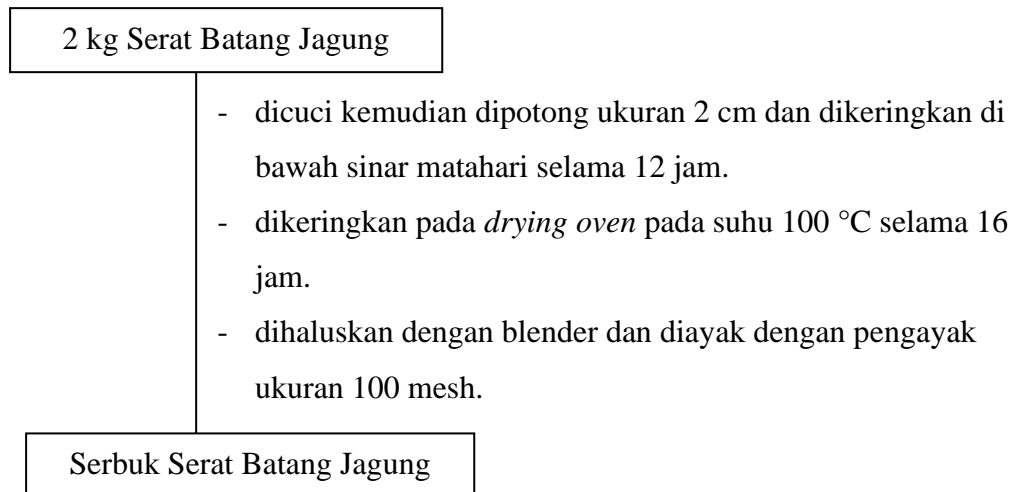 2 kg Serat Batang Jagung
- dicuci kemudian dipotong ukuran 2 cm dan dikeringkan di
bawah sinar matahari selama 12 jam.
- dikeringkan pada drying oven pada suhu 100 °C selama 16
jam.
- dihaluskan dengan blender dan diayak dengan pengayak
ukuran 100 mesh.
Serbuk Serat Batang Jagung